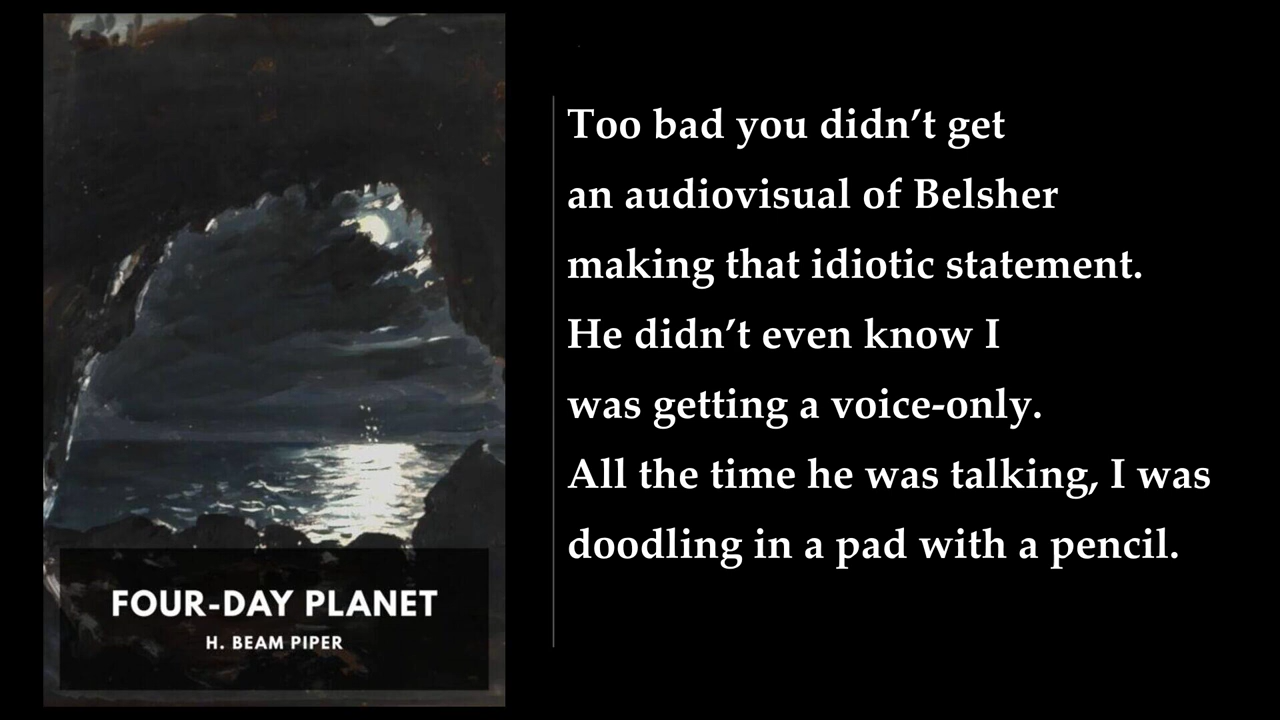 Too bad you didn’t get
an audiovisual of Belsher
making that idiotic statement.
He didn’t even know I
was getting a voice-only.
All the time he was talking, I was
doodling in a pad with a pencil.
FOUR-DAY PLANET
H. BEAM PIPER